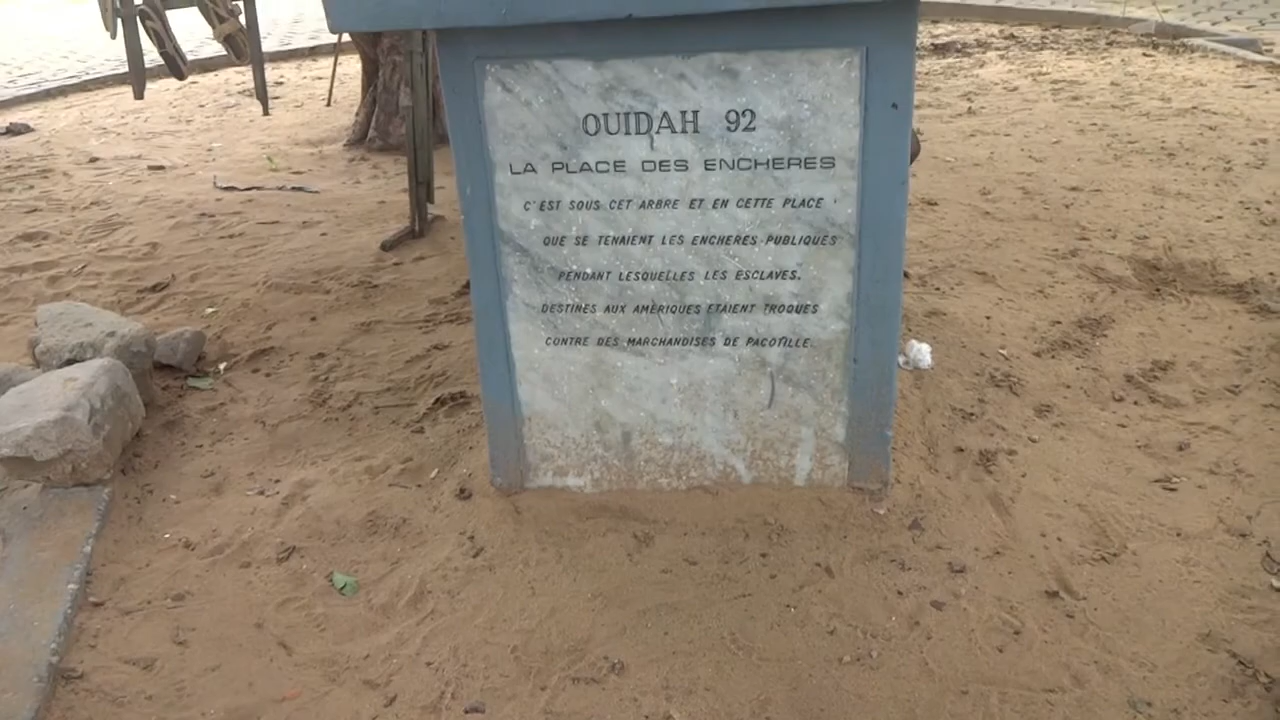 OUIDAH 92
LA PLACE DES ENCHERES
C'EST SOUS CET ARBRE ET EN CETTE PLACE
QUE SE TENAIENT LES ENCHERES PUBLIQUES
PENDANT LESQUELLES LES ESCLAVES.
DESTINES AUX AMERIQUES ETAIENT TROQUES
CONTRE DES MARCHANDISES DE PACOTILLE.